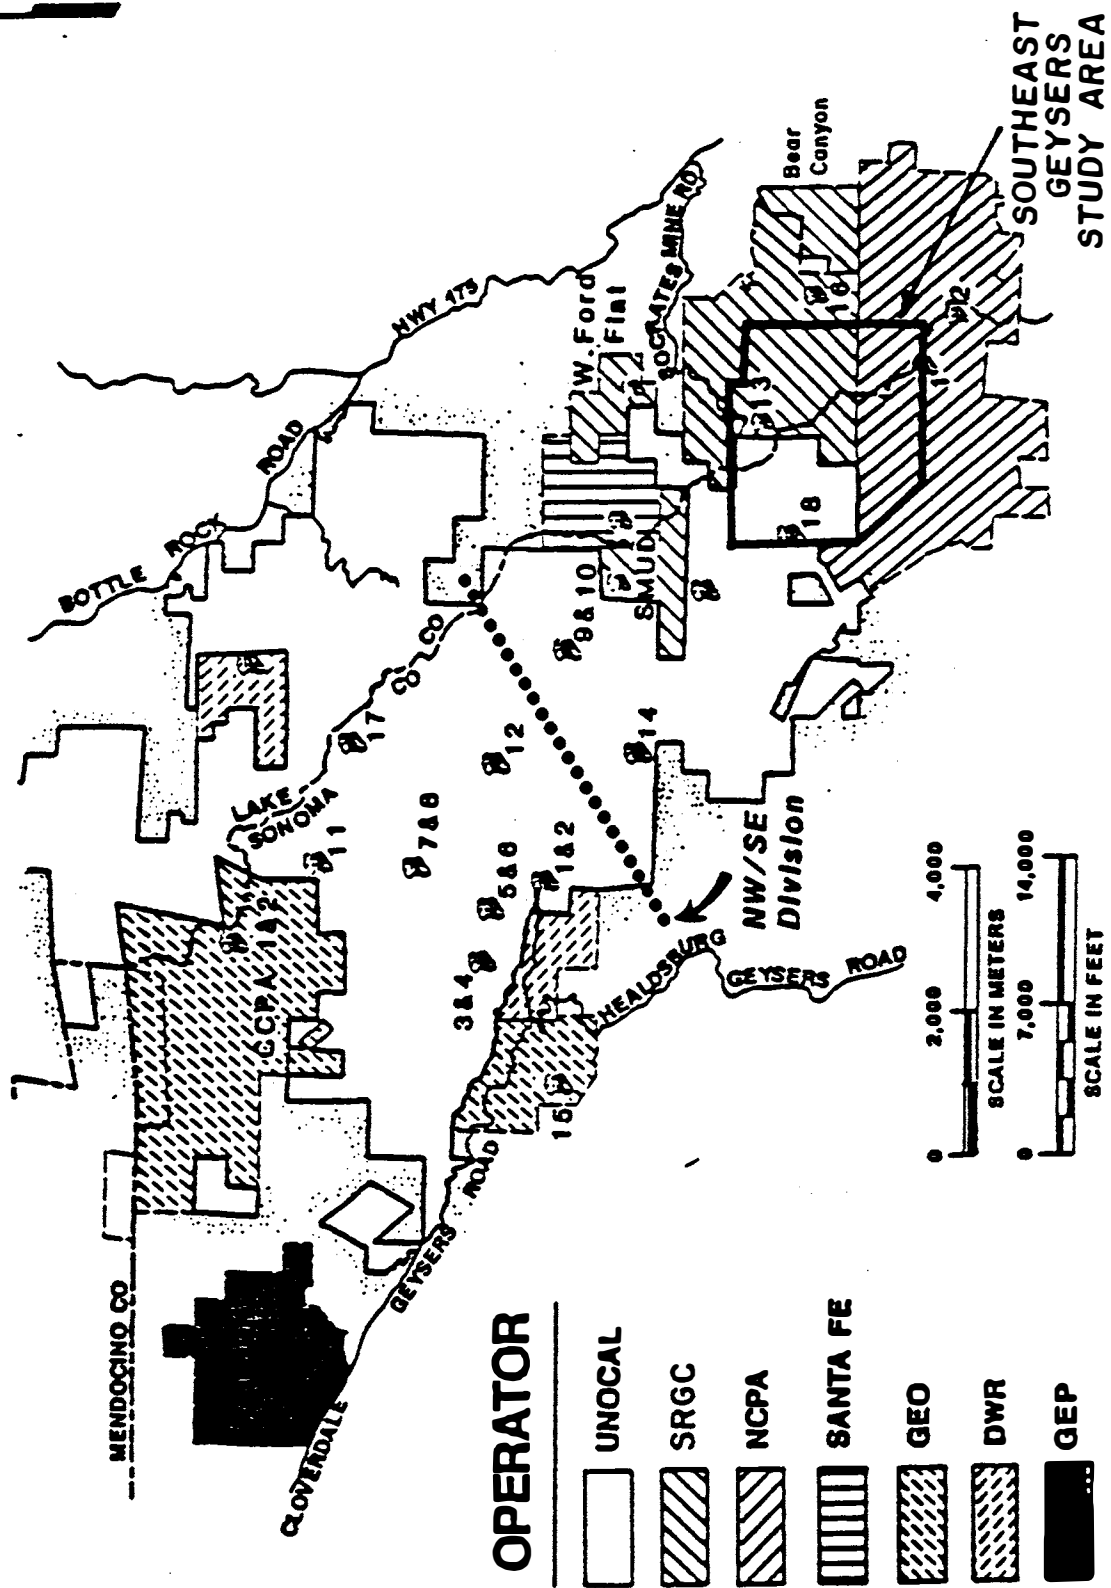 MENDOCINO CO
CLOVERDALE
GEYSERS
ROAD
CCPA 1&2
LAKE
SONOMA
CO
CO
BOTTLE
ROCK
ROAD
HWY 175
W. Ford
Flat
SOCRATES MINE RD
Bear
Canyon
11
17
7&8
5&6
3&4
1&2
12
9&10
SMUD
14
15
13
16
18
1
2
HEALDSBURG
GEYSERS ROAD
NW/SE
Division
SOUTHEAST
GEYSERS
STUDY AREA
0 2,000 4,000
SCALE IN METERS
0 7,000 14,000
SCALE IN FEET
OPERATOR
UNOCAL
SRGC
NCPA
SANTA FE
GEO
DWR
GEP